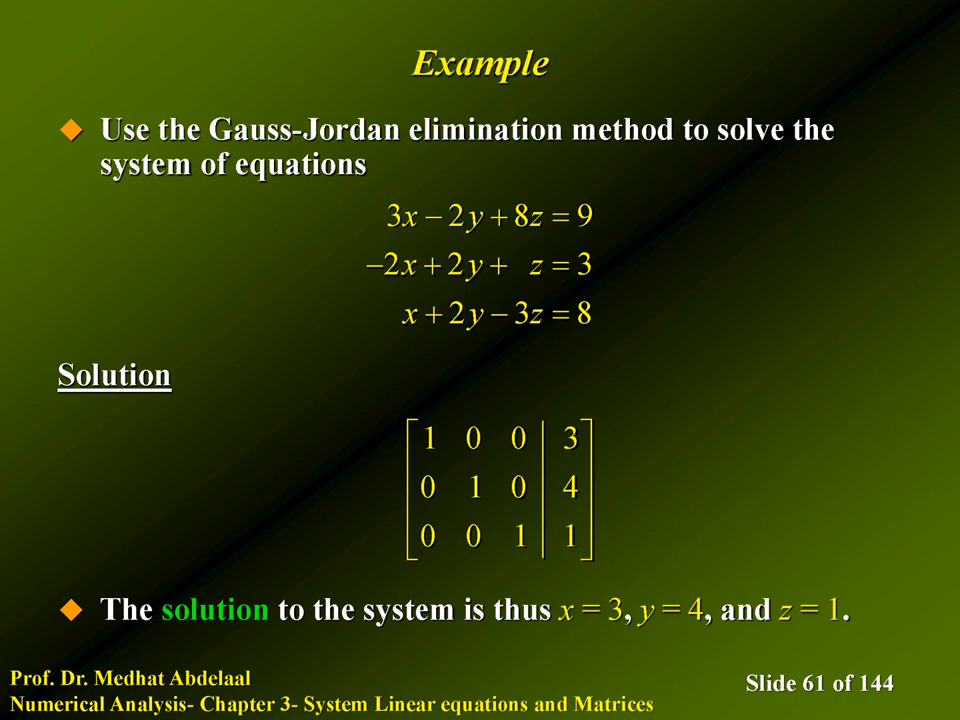 Example
◆ Use the Gauss-Jordan elimination method to solve the
system of equations
3x − 2y + 8z = 9
−2x + 2y + z = 3
x + 2y − 3z = 8
Solution
[1 0 0 | 3]
[0 1 0 | 4]
[0 0 1 | 1]
◆ The solution to the system is thus x = 3, y = 4, and z = 1.
Prof. Dr. Medhat Abdelaal
Numerical Analysis- Chapter 3- System Linear equations and Matrices
Slide 61 of 144